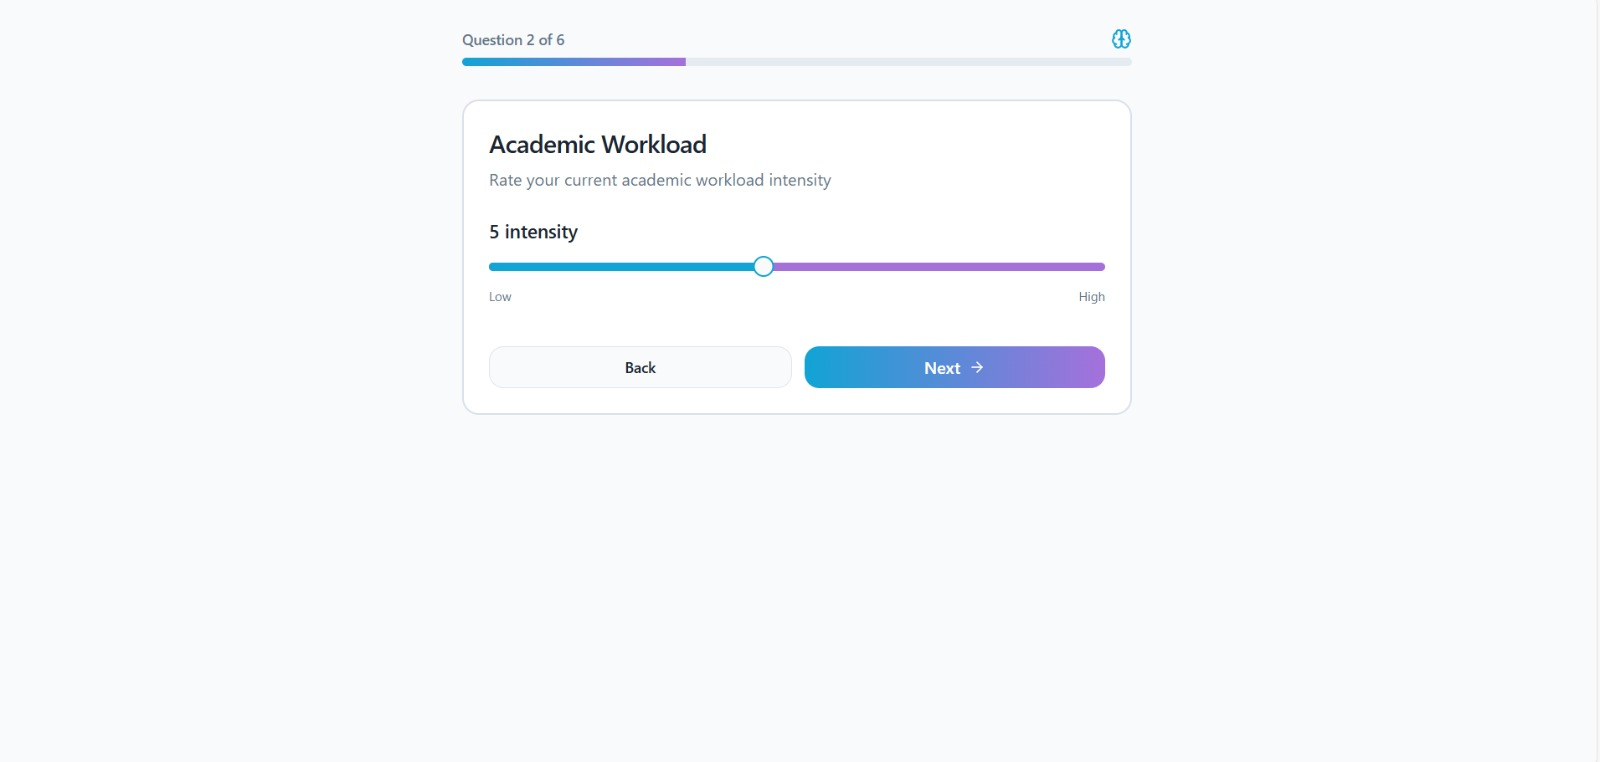 Question 2 of 6
Academic Workload
Rate your current academic workload intensity
5 intensity
Low High
Back Next →